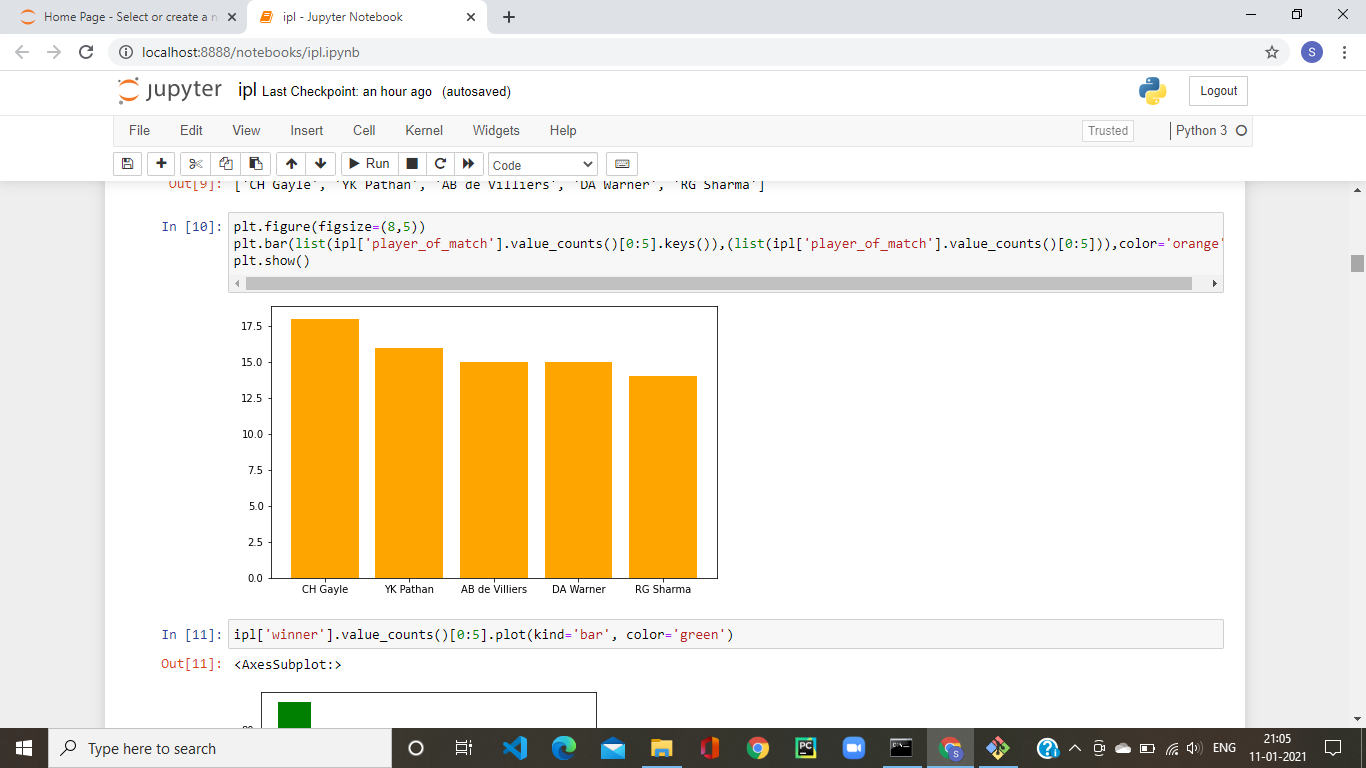 Home Page - Select or create a n
ipl - Jupyter Notebook
localhost:8888/notebooks/ipl.ipynb
S
jupyter ipl Last Checkpoint: an hour ago (autosaved)
Logout
File Edit View Insert Cell Kernel Widgets Help
Trusted
Python 3
Run
Code
Out[9]: ['CH Gayle', 'YK Pathan', 'AB de Villiers', 'DA Warner', 'RG Sharma']
In [10]: plt.figure(figsize=(8,5))
plt.bar(list(ipl['player_of_match'].value_counts()[0:5].keys()),(list(ipl['player_of_match'].value_counts()[0:5])),color='orange'
plt.show()
17.5
15.0
12.5
10.0
7.5
5.0
2.5
0.0
CH Gayle YK Pathan AB de Villiers DA Warner RG Sharma
In [11]: ipl['winner'].value_counts()[0:5].plot(kind='bar', color='green')
Out[11]: <AxesSubplot:>
Type here to search
PC
S
ENG
21:05
11-01-2021